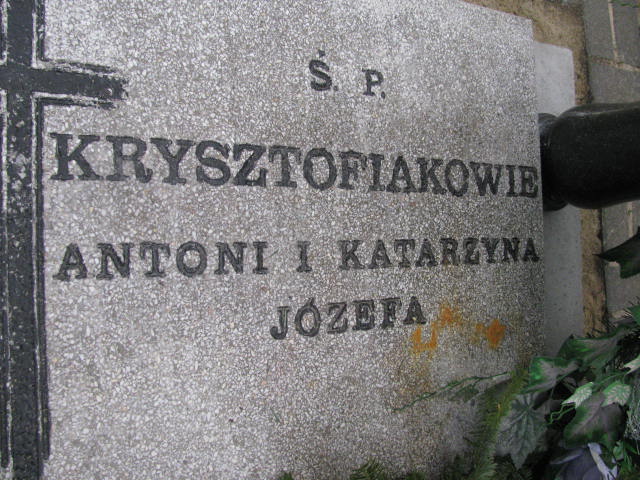 Ś. P.
KRYSZTOFIAKOWIE
ANTONI I KATARZYNA
JÓZEFA